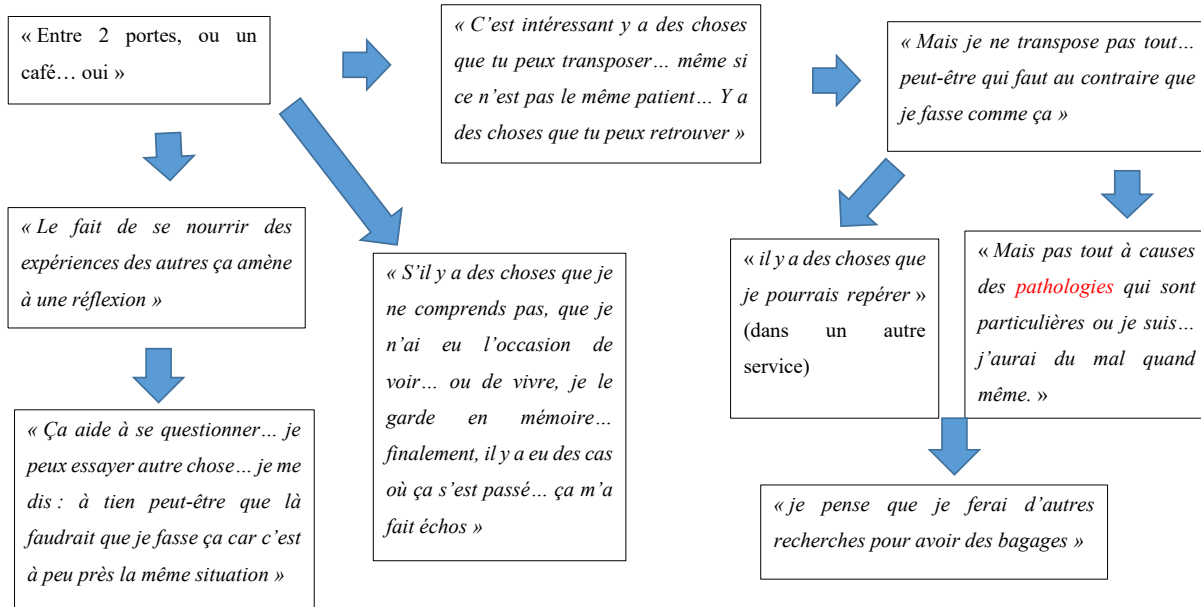 « Entre 2 portes, ou un
café… oui »
« C’est intéressant y a des choses
que tu peux transposer… même si
ce n’est pas le même patient… Y a
des choses que tu peux retrouver »
« Mais je ne transpose pas tout…
peut-être qui faut au contraire que
je fasse comme ça »
« Le fait de se nourrir des
expériences des autres ça amène
à une réflexion »
« S’il y a des choses que je
ne comprends pas, que je
n’ai eu l’occasion de
voir… ou de vivre, je le
garde en mémoire…
finalement, il y a eu des cas
où ça s’est passé… ça m’a
fait échos »
« il y a des choses que
je pourrais repérer »
(dans un autre
service)
« Mais pas tout à causes
des pathologies qui sont
particulières ou je suis…
j’aurai du mal quand
même. »
« Ça aide à se questionner… je
peux essayer autre chose… je me
dis : à tien peut-être que là
faudrait que je fasse ça car c’est
à peu près la même situation »
« je pense que je ferai d’autres
recherches pour avoir des bagages »